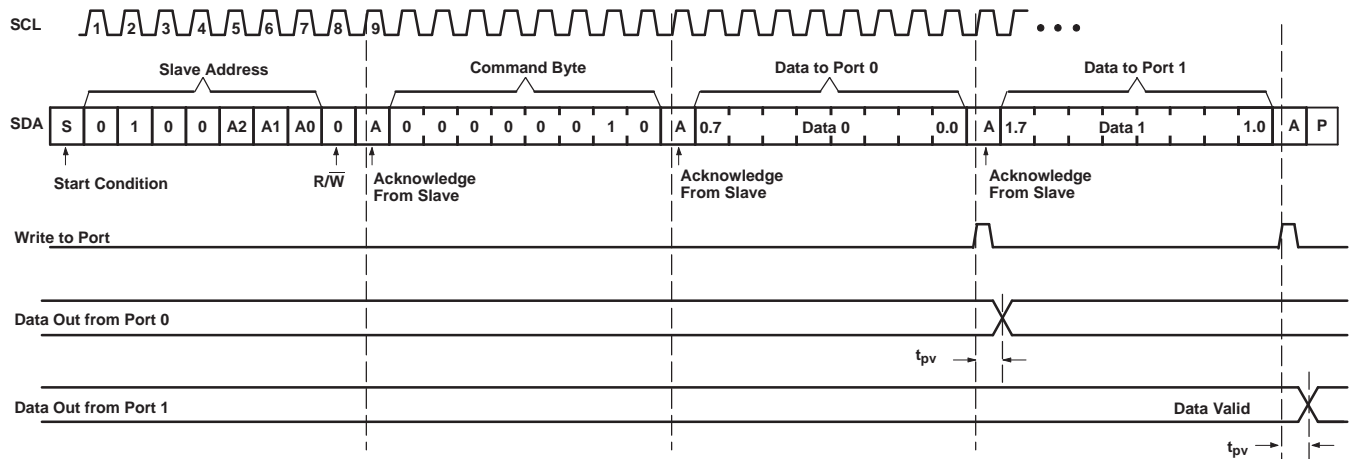 SCL 1 2 3 4 5 6 7 8 9 • • •
Slave Address Command Byte Data to Port 0 Data to Port 1
SDA S 0 1 0 0 A2 A1 A0 0 A 0 0 0 0 0 0 1 0 A 0.7 Data 0 0.0 A 1.7 Data 1 1.0 A P
Start Condition R/W̅ Acknowledge From Slave Acknowledge From Slave Acknowledge From Slave
Write to Port
Data Out from Port 0
tpv
Data Out from Port 1 Data Valid
tpv